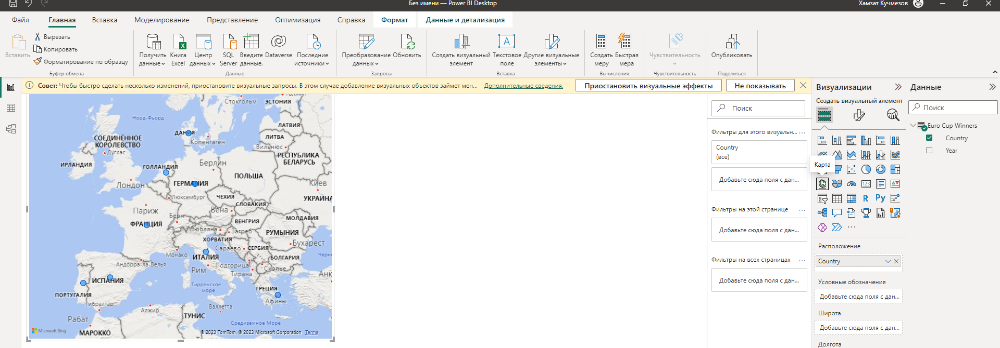 Без имени — Power BI Desktop
Хамзат Кучмезов
Файл
Главная
Вставка
Моделирование
Представление
Оптимизация
Справка
Формат
Данные и детализация
Вставить
Вырезать
Копировать
Форматирование по образцу
Буфер обмена
Получить
данные
Книга
Excel
Центр
данных
SQL
Server
Введите
данные.
Dataverse
Последние
источники
Данные
Преобразование
данных
Обновить
Запросы
Создать визуальный
элемент
Текстовое
поле
Другие визуальные
элементы
Вставка
Создать
меру
Быстрая
мера
Вычисления
Чувствительность
Чувствительность
Опубликовать
Поделиться
Совет: Чтобы быстро сделать несколько изменений, приостановите визуальные запросы. В этом случае добавление визуальных объектов займет мен...
Дополнительные сведения.
Приостановить визуальные эффекты
Не показывать
Стокгольм
ЭСТОНИЯ
Норд-Фьорд
ЛАТВИЯ
ДАНИЯ
Копенгаген
ЛИТВА
Вильнюс
СОЕДИНЁННОЕ
КОРОЛЕВСТВО
Дуглас
РЕСПУБЛИКА
БЕЛАРУСЬ
ИРЛАНДИЯ
ГОЛЛАНДИЯ
Берлин
ПОЛЬША
Лондон
ГЕРМАНИЯ
Киев
Люксембург
ЧЕХИЯ
СЛОВАКИЯ
УКРАИНА
Париж
Берн
Вена
ВЕНГРИЯ
МОЛДАВИЯ
ФРАНЦИЯ
Любляна
Загреб
РУМЫНИЯ
ХОРВАТИЯ
Бухарест
Монако
Сараево
СЕРБИЯ
Черн
ИТАЛИЯ
БОЛГАРИЯ
Андорра-ла-Велья
Рим
Подгорица
Скопье
Тирана
Анк
ИСПАНИЯ
Тирренское
море
ГРЕЦИЯ
ПОРТУГАЛИЯ
Афины
Гибралтар
Алжир
Валлетта
Рабат
ТУНИС
Средиземное Море
МАРОККО
Microsoft Bing
© 2023 TomTom, © 2023 Microsoft Corporation
Terms
Поиск
Фильтры для этого визуальн... ...
Country
(все)
Добавьте сюда поля с дан...
Фильтры на этой странице ...
Добавьте сюда поля с дан...
Фильтры на всех страницах ...
Добавьте сюда поля с дан...
Визуализации
Создать визуальный элемент
Карта
123
R
Py
...
Расположение
Country
Условные обозначения
Добавьте сюда поля с дан...
Широта
Добавьте сюда поля с дан...
Долгота
Данные
Поиск
Euro Cup Winners
Country
Year